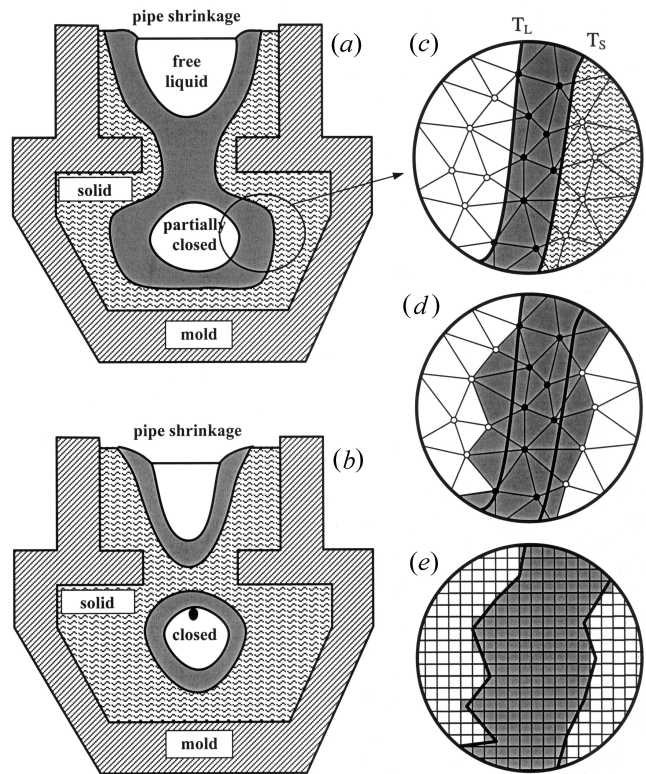 pipe shrinkage
(a)
free
liquid
solid
partially
closed
mold
(c)
T_L
T_S
(d)
pipe shrinkage
(b)
solid
closed
mold
(e)